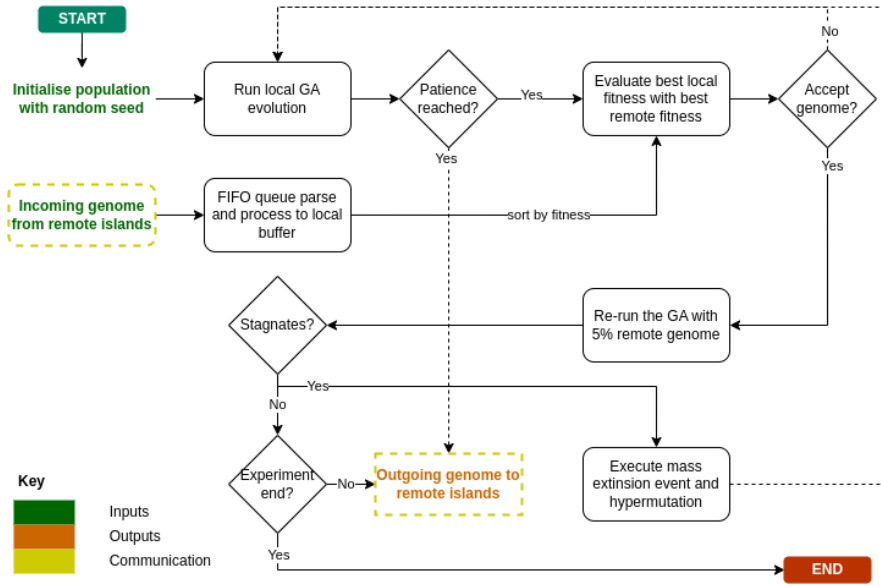 START
No
Initialise population
with random seed
Run local GA
evolution
Patience
reached?
Yes
Evaluate best local
fitness with best
remote fitness
Accept
genome?
Yes
Yes
Incoming genome
from remote islands
FIFO queue parse
and process to local
buffer
sort by fitness
Stagnates?
Re-run the GA with
5% remote genome
Yes
No
Experiment
end?
No
Outgoing genome to
remote islands
Execute mass
extinsion event and
hypermutation
Key
Inputs
Outputs
Communication
Yes
END